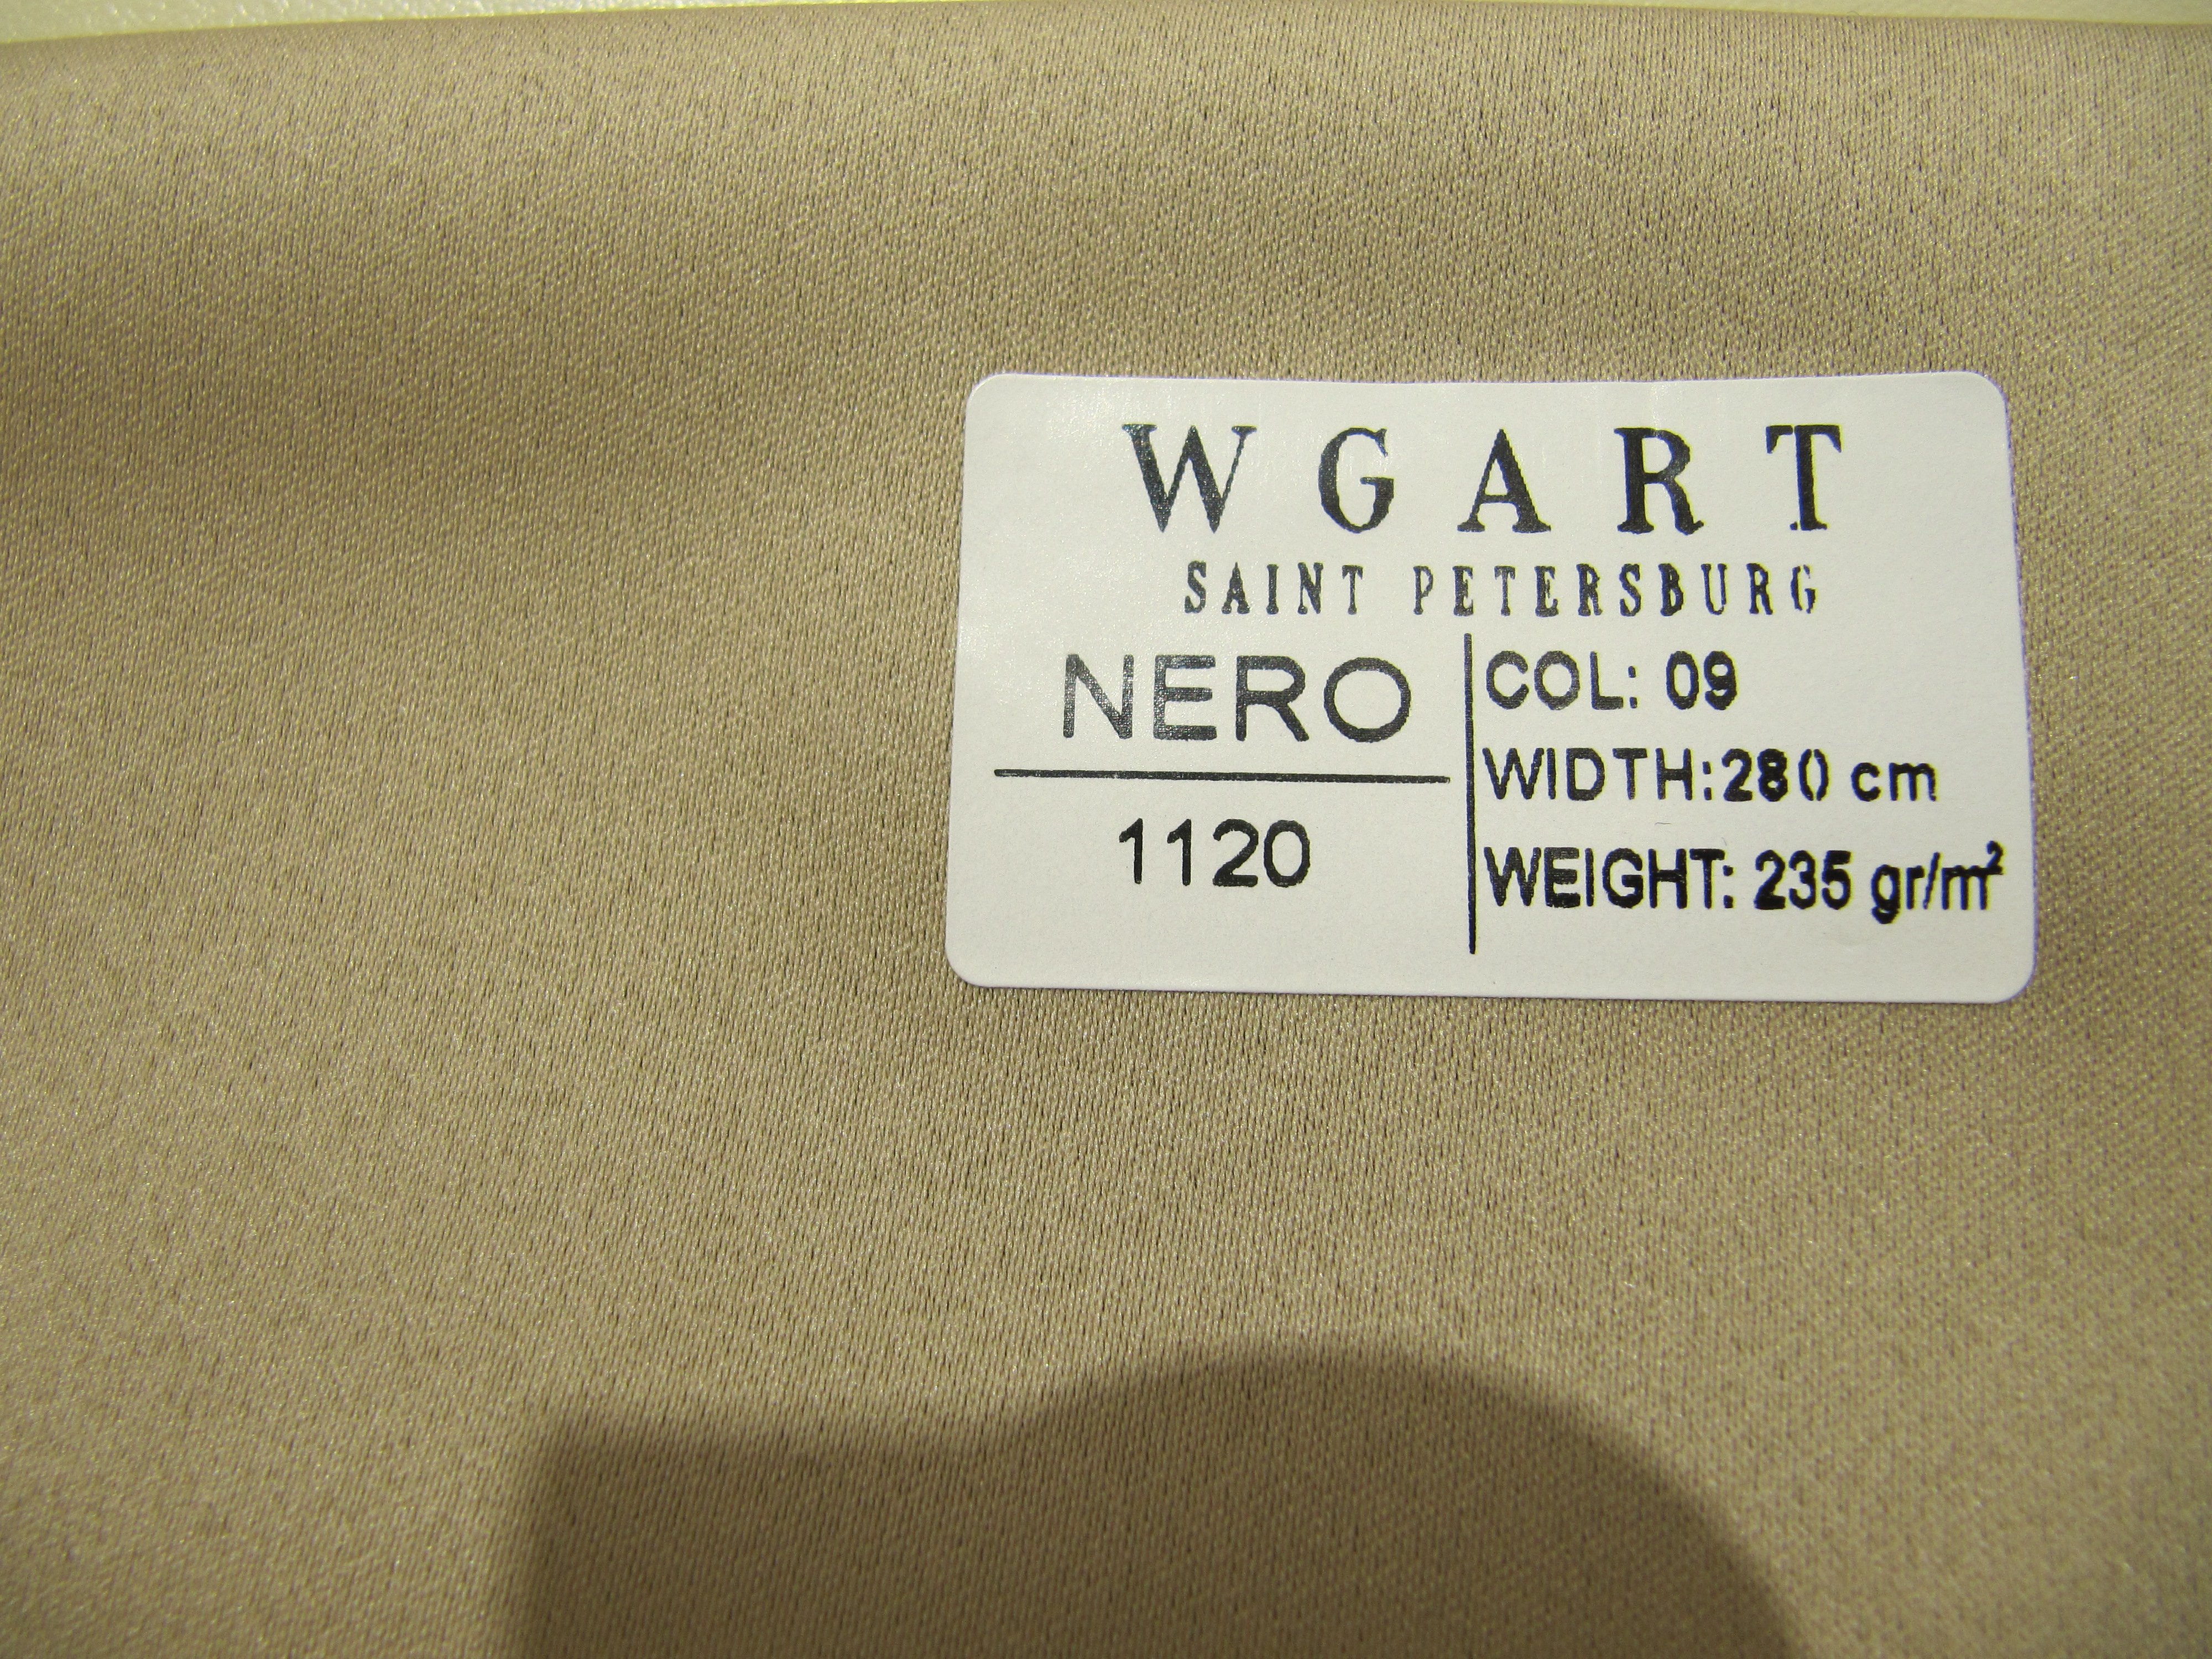 WGART
SAINT PETERSBURG
NERO
1120
COL: 09
WIDTH:280 cm
WEIGHT: 235 gr/m²